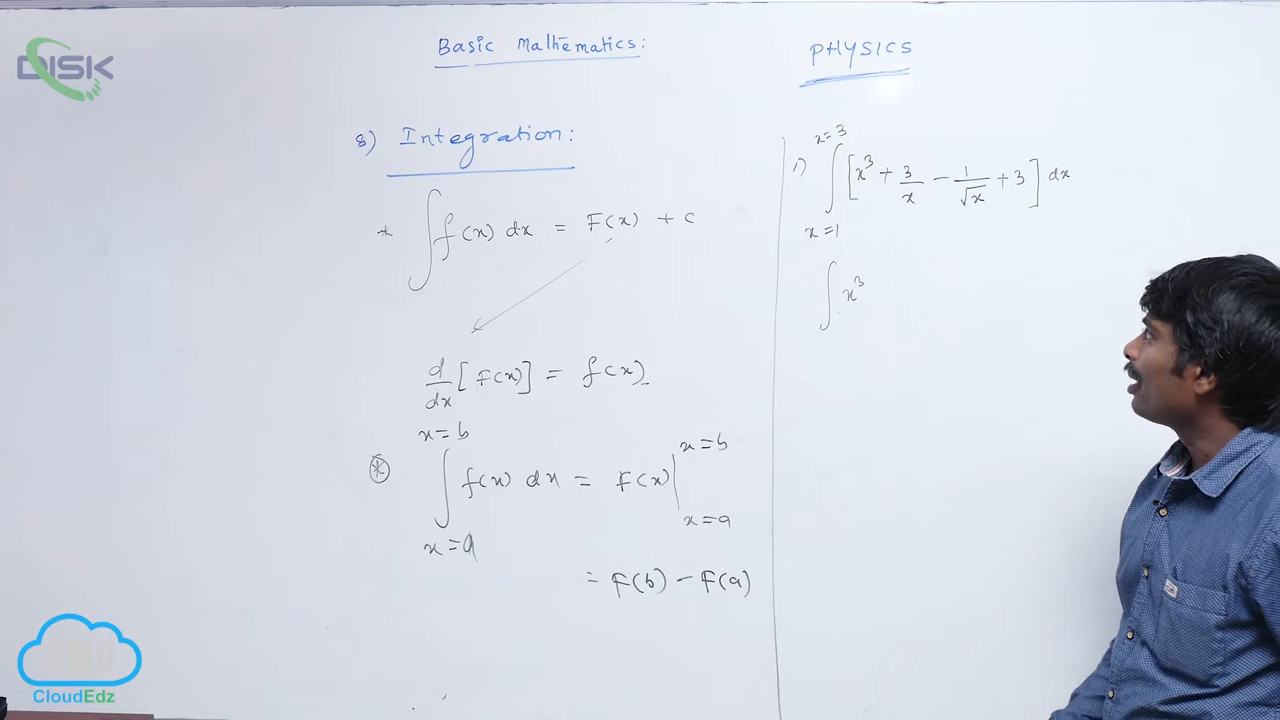 DISK
Basic Mathematics:
8) Integration:
* ∫ f(x) dx = F(x) + c
d/dx [F(x)] = f(x)
x=b
x=b
⊛ ∫ f(x) dx = F(x) |
x=a
x=a
= F(b) - F(a)
PHYSICS
x=3
1) ∫ [x³ + 3/x - 1/√x + 3] dx
x=1
∫ x³
CloudEdz